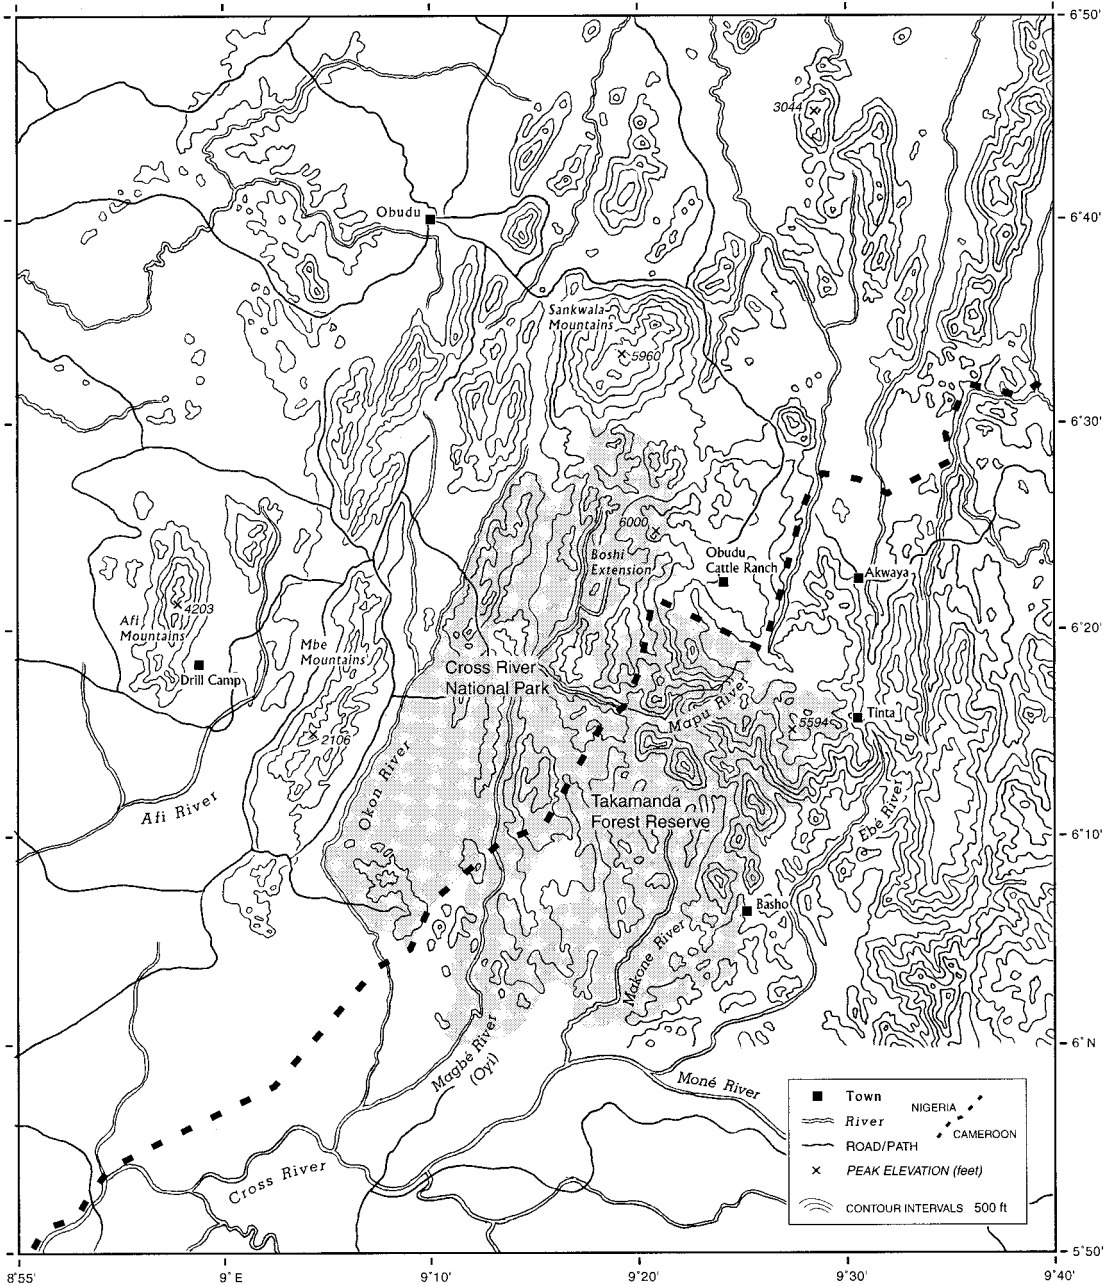 6°50'
3044
Obudu
6°40'
Sankwala
Mountains
5960
6°30'
6000
Boshi
Extension
Obudu
Cattle Ranch
Akwaya
4203
Afi
Mountains
Mbe
Mountains
6°20'
Drill Camp
Cross River
National Park
Mapu River
Tinta
5594
2106
Okon River
Afi River
Takamanda
Forest Reserve
Ebé River
6°10'
Basho
Makone River
6°N
Magbé River
(Oyi)
Moné River
Cross River
Town
River
NIGERIA
CAMEROON
ROAD/PATH
PEAK ELEVATION (feet)
CONTOUR INTERVALS 500 ft
5°50'
8°55'
9°E
9°10'
9°20'
9°30'
9°40'